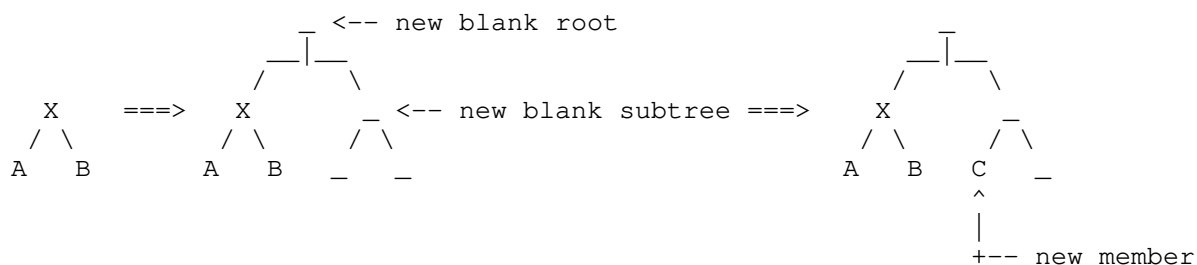 _ <-- new blank root _
X ===> X _ <-- new blank subtree ===> X _
A B A B _ _ A B C _
^
|
+-- new member